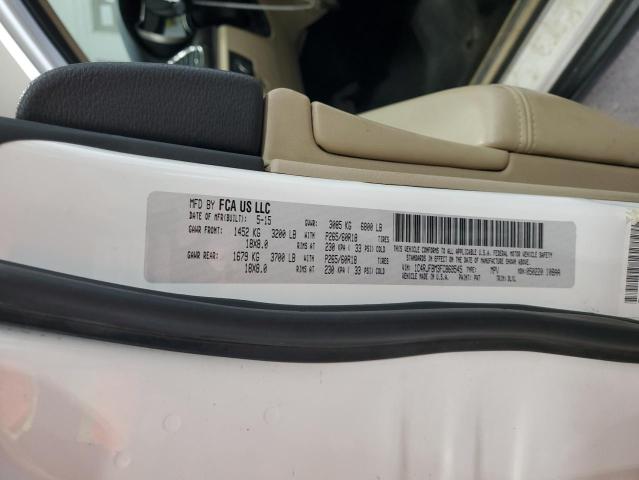 MFD BY FCA US LLC
DATE OF MFR(BUILT): 5-15 GVWR: 3085 KG 6800 LB
GAWR FRONT: 1452 KG 3200 LB WITH P265/60R18 TIRES
18X8.0 RIMS AT 230 KPA / 33 PSI COLD
GAWR REAR: 1679 KG 3700 LB WITH P265/60R18 TIRES
18X8.0 RIMS AT 230 KPA / 33 PSI COLD
THIS VEHICLE CONFORMS TO ALL APPLICABLE U.S.A. FEDERAL MOTOR VEHICLE SAFETY
STANDARDS IN EFFECT ON THE DATE OF MANUFACTURE SHOWN ABOVE.
VIN: TYPE: MPV MDH: 050220
VEHICLE MADE IN U.S.A. PAINT: PW7 TRIM: